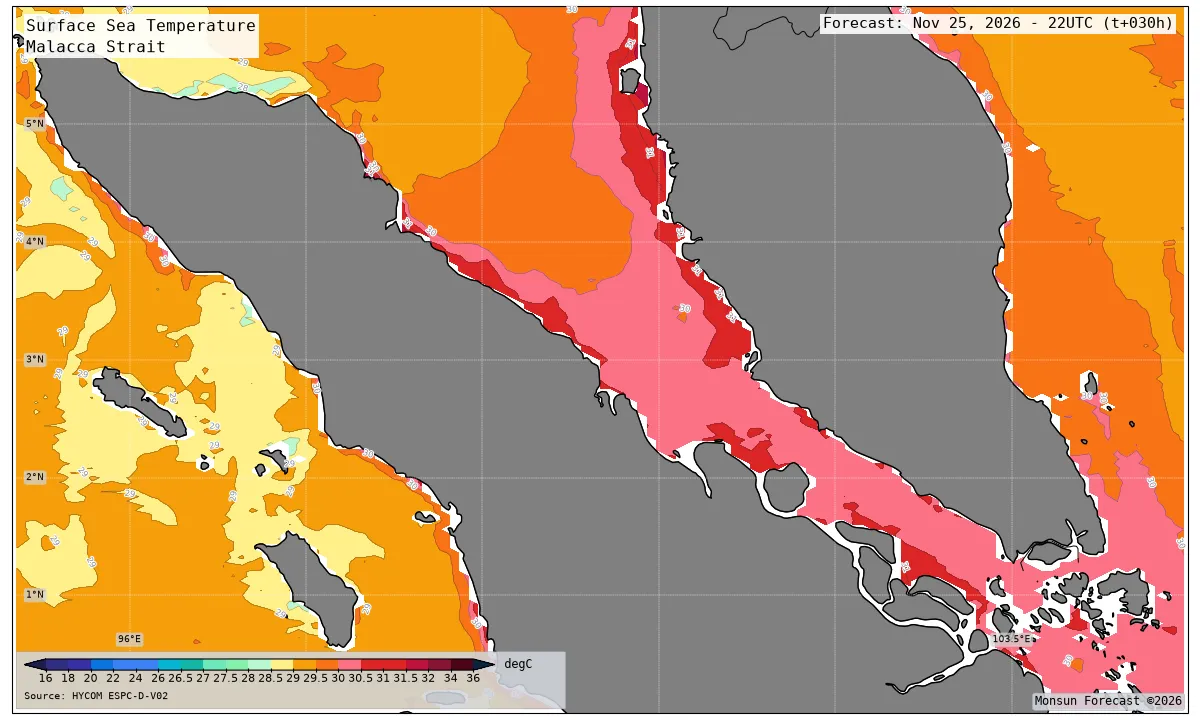 Surface Sea Temperature
Malacca Strait
Forecast: Nov 25, 2026 - 22UTC (t+030h)
5°N
4°N
3°N
2°N
1°N
96°E
103.5°E
degC
16 18 20 22 24 26 26.5 27 27.5 28 28.5 29 29.5 30 30.5 31 31.5 32 34 36
Source: HYCOM ESPC-D-V02
Monsun Forecast ©2026